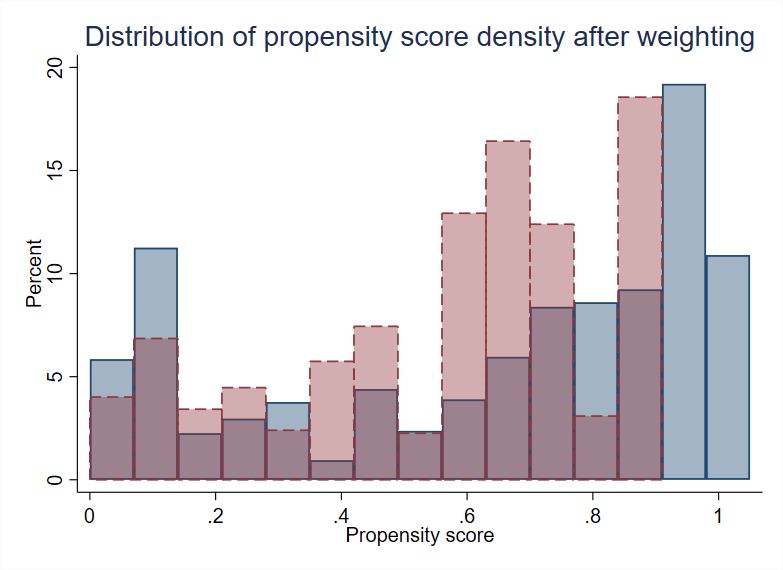 Distribution of propensity score density after weighting
Percent
20
15
10
5
0
0 .2 .4 .6 .8 1
Propensity score